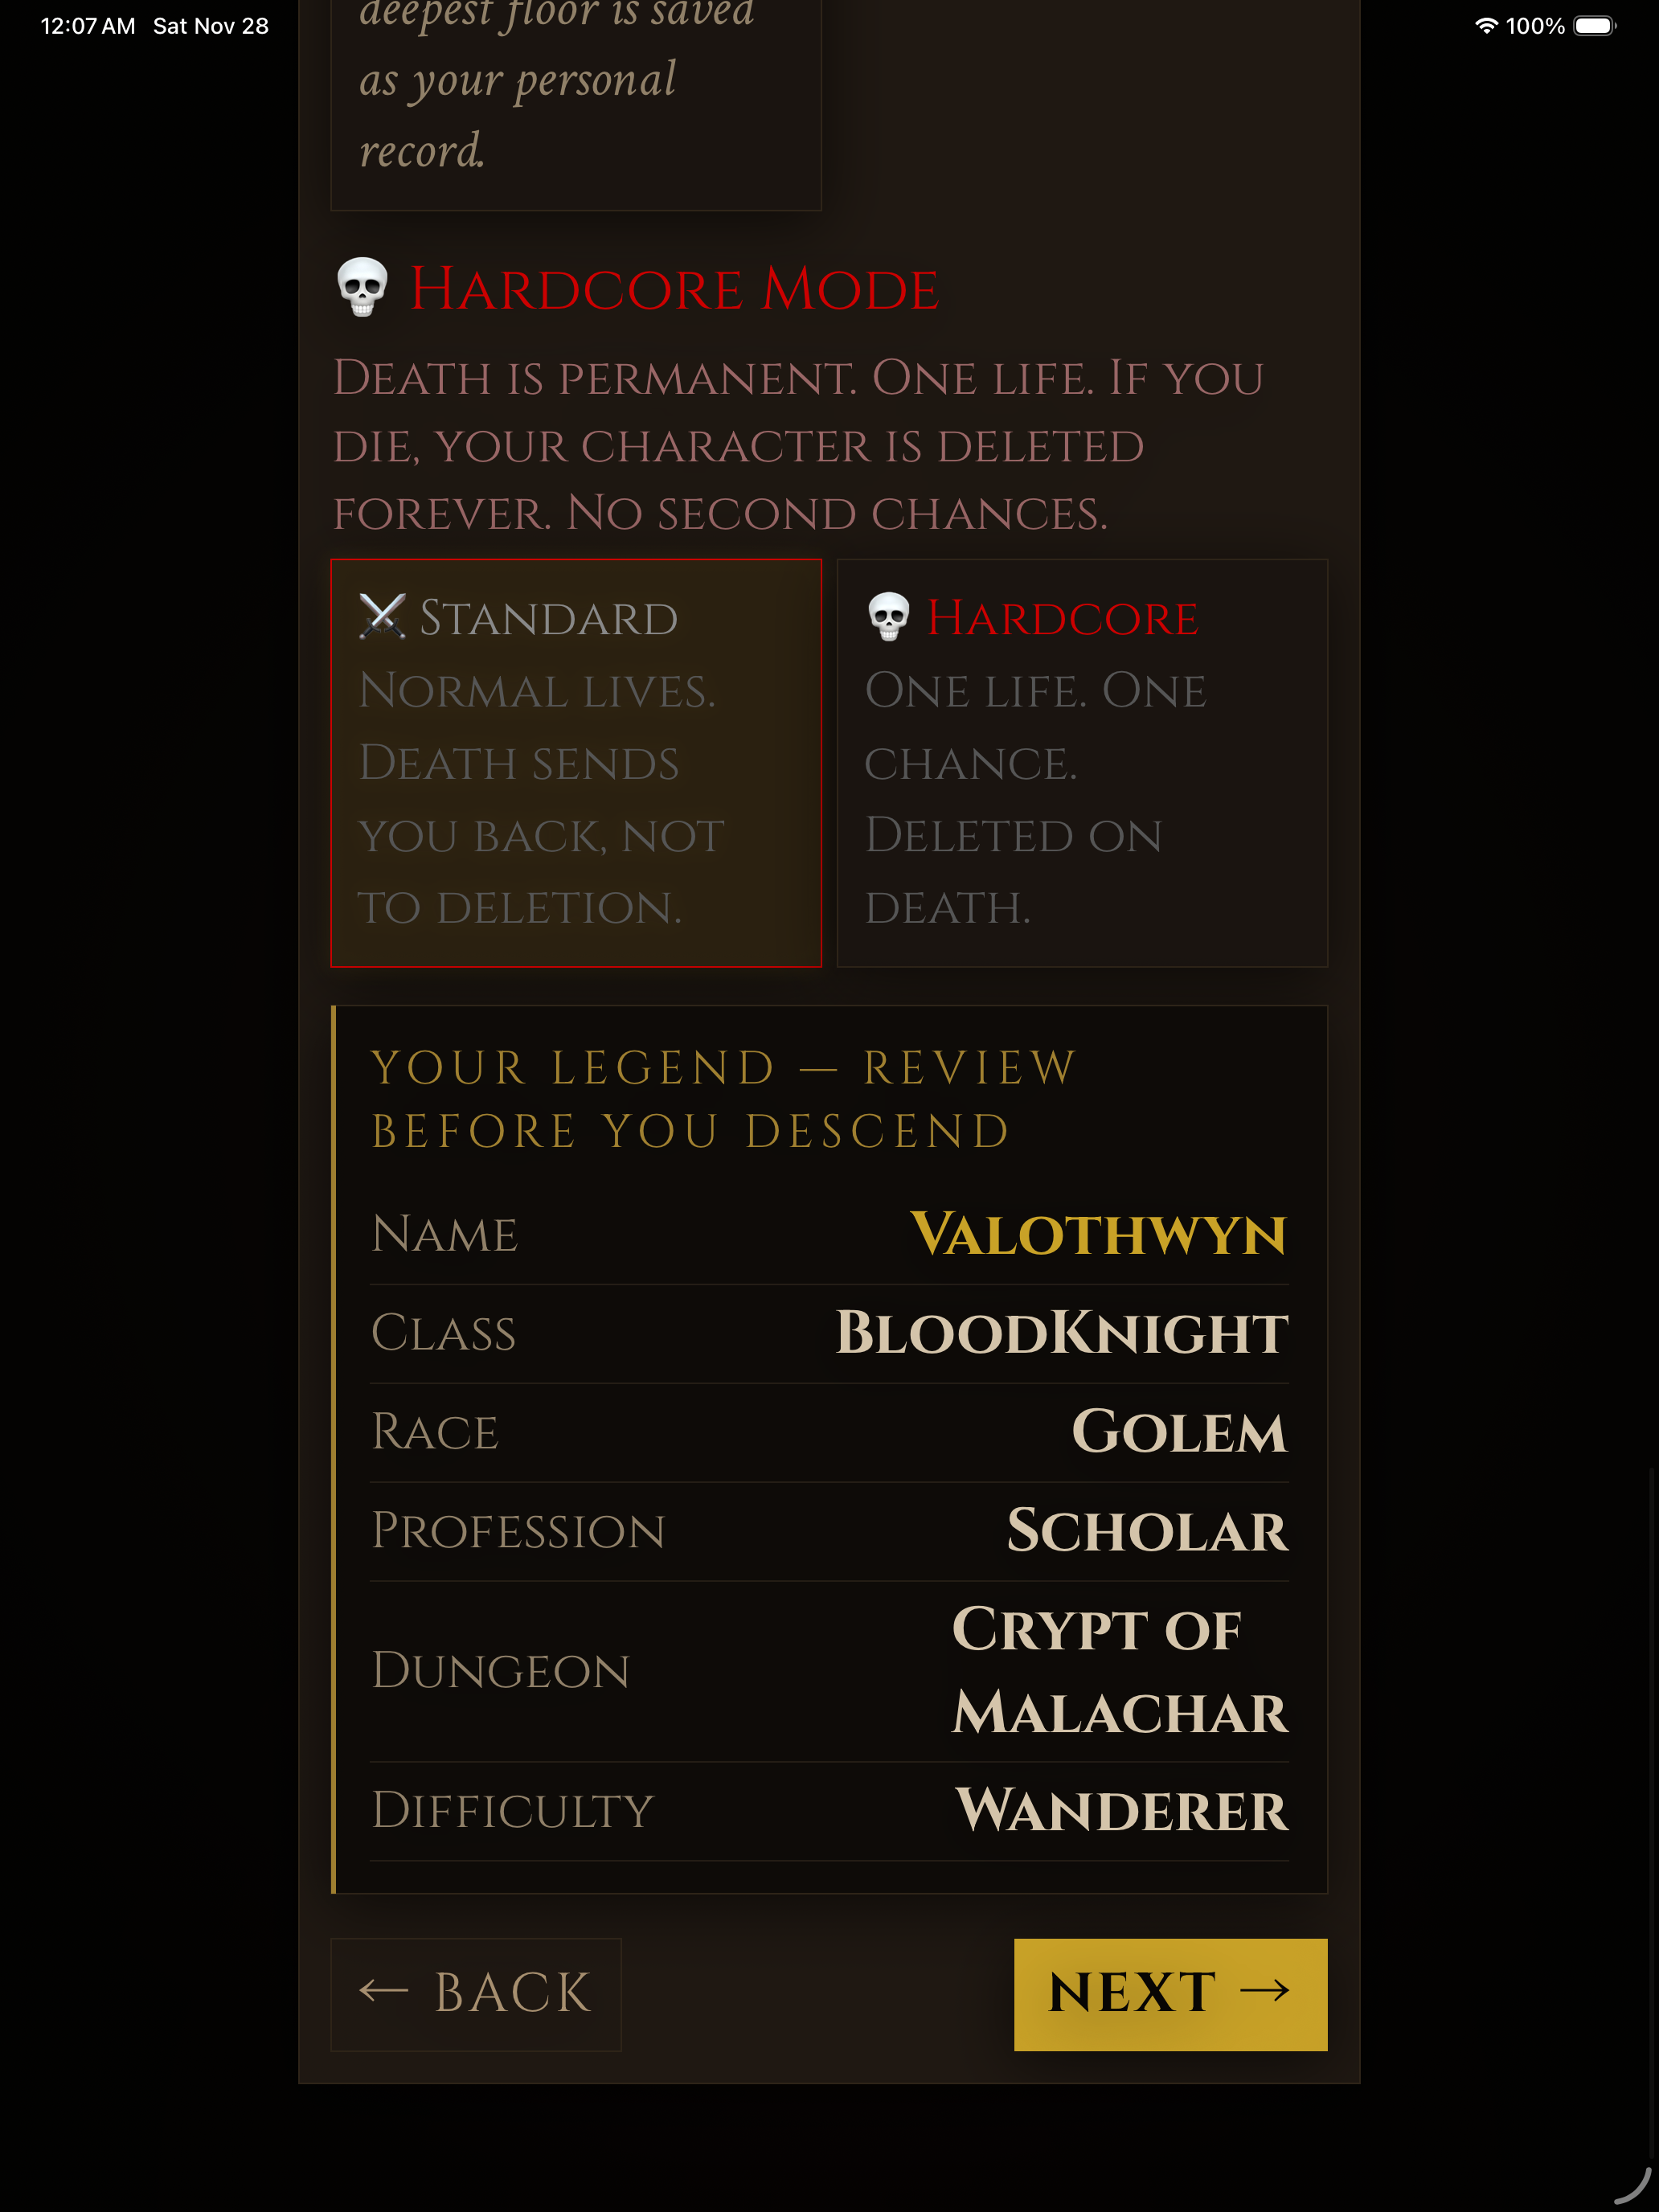 12:07 AM Sat Nov 28
100%
deepest floor is saved
as your personal
record.
💀 Hardcore Mode
Death is permanent. One life. If you
die, your character is deleted
forever. No second chances.
⚔️ Standard
Normal lives.
Death sends
you back, not
to deletion.
💀 Hardcore
One life. One
chance.
Deleted on
death.
YOUR LEGEND — REVIEW
BEFORE YOU DESCEND
Name Valothwyn
Class BloodKnight
Race Golem
Profession Scholar
Dungeon Crypt of
Malachar
Difficulty Wanderer
← BACK
NEXT →